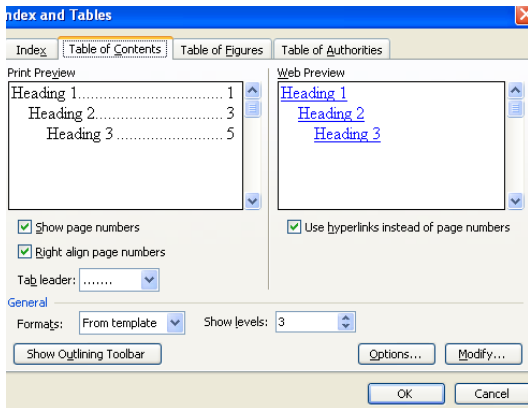 ndex and Tables
Index Table of Contents Table of Figures Table of Authorities
Print Preview Web Preview
Heading 1 ........................ 1 Heading 1
Heading 2 ..................... 3 Heading 2
Heading 3 .................. 5 Heading 3
Show page numbers Use hyperlinks instead of page numbers
Right align page numbers
Tab leader: .......
General
Formats: From template Show levels: 3
Show Outlining Toolbar Options... Modify...
OK Cancel